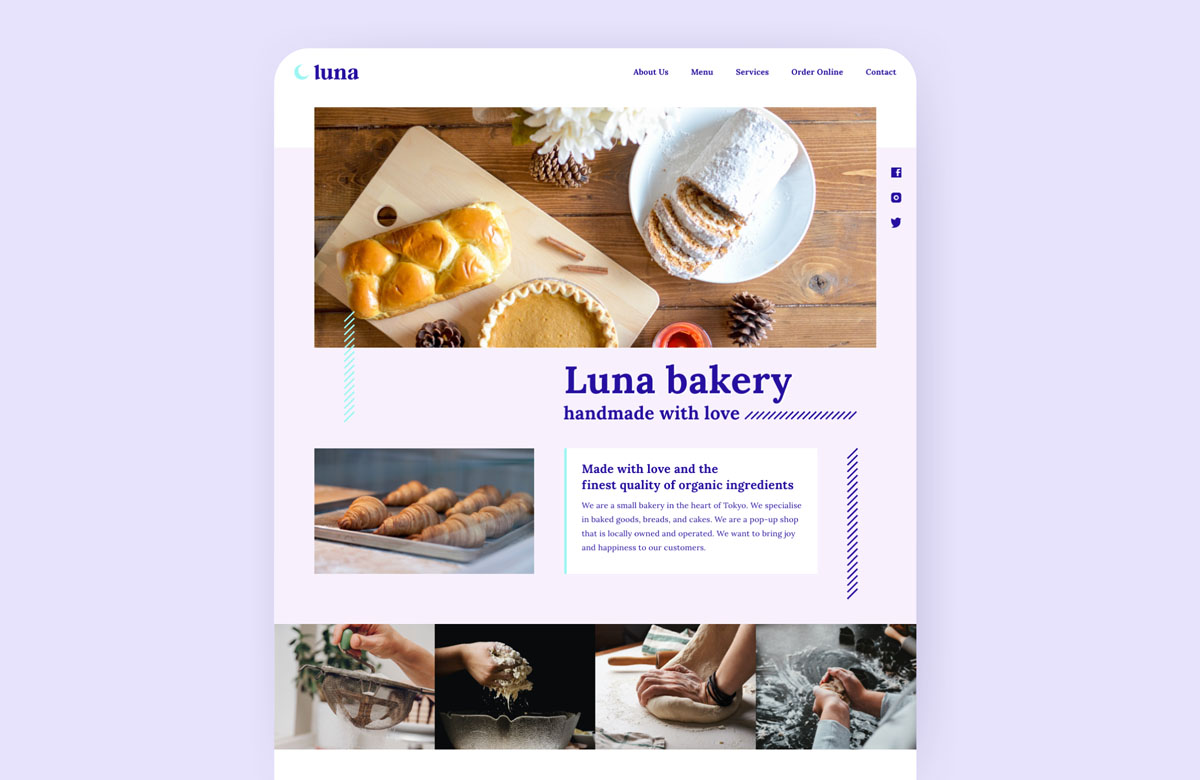 luna
About Us Menu Services Order Online Contact
Luna bakery
handmade with love
Made with love and the
finest quality of organic ingredients
We are a small bakery in the heart of Tokyo. We specialise
in baked goods, breads, and cakes. We are a pop-up shop
that is locally owned and operated. We want to bring joy
and happiness to our customers.